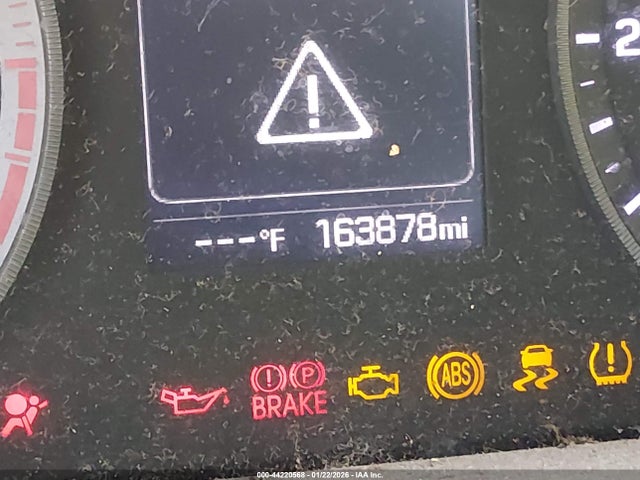 2
---°F 163878mi
(!) (P)
BRAKE
ABS
000-44220568 - 01/22/2026 - IAA Inc.